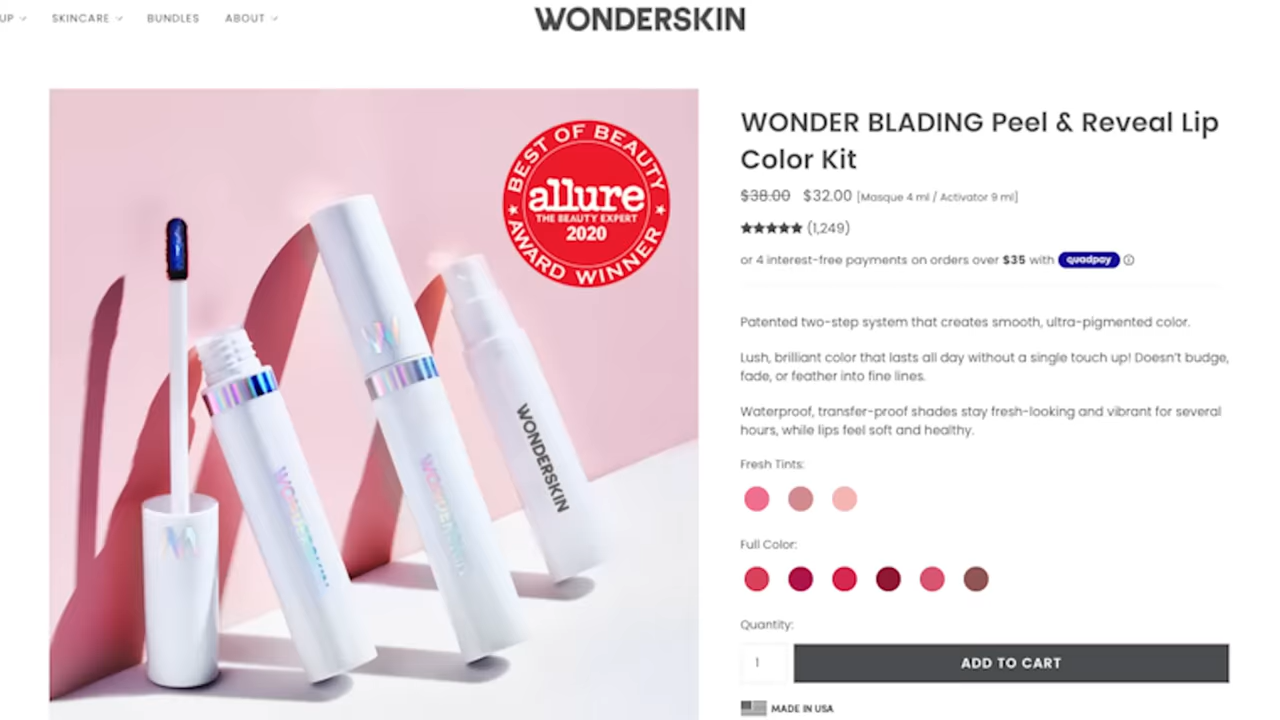 UP
SKINCARE
BUNDLES
ABOUT
WONDERSKIN
BEST OF BEAUTY
allure
THE BEAUTY EXPERT
2020
AWARD WINNER
WONDERSKIN
WONDERSKIN
WONDERSKIN
WONDER BLADING Peel & Reveal Lip
Color Kit
$38.00 $32.00 [Masque 4 ml / Activator 9 ml]
★★★★★ (1,249)
or 4 interest-free payments on orders over $35 with quadpay
Patented two-step system that creates smooth, ultra-pigmented color.
Lush, brilliant color that lasts all day without a single touch up! Doesn't budge,
fade, or feather into fine lines.
Waterproof, transfer-proof shades stay fresh-looking and vibrant for several
hours, while lips feel soft and healthy.
Fresh Tints:
Full Color:
Quantity:
1
ADD TO CART
MADE IN USA